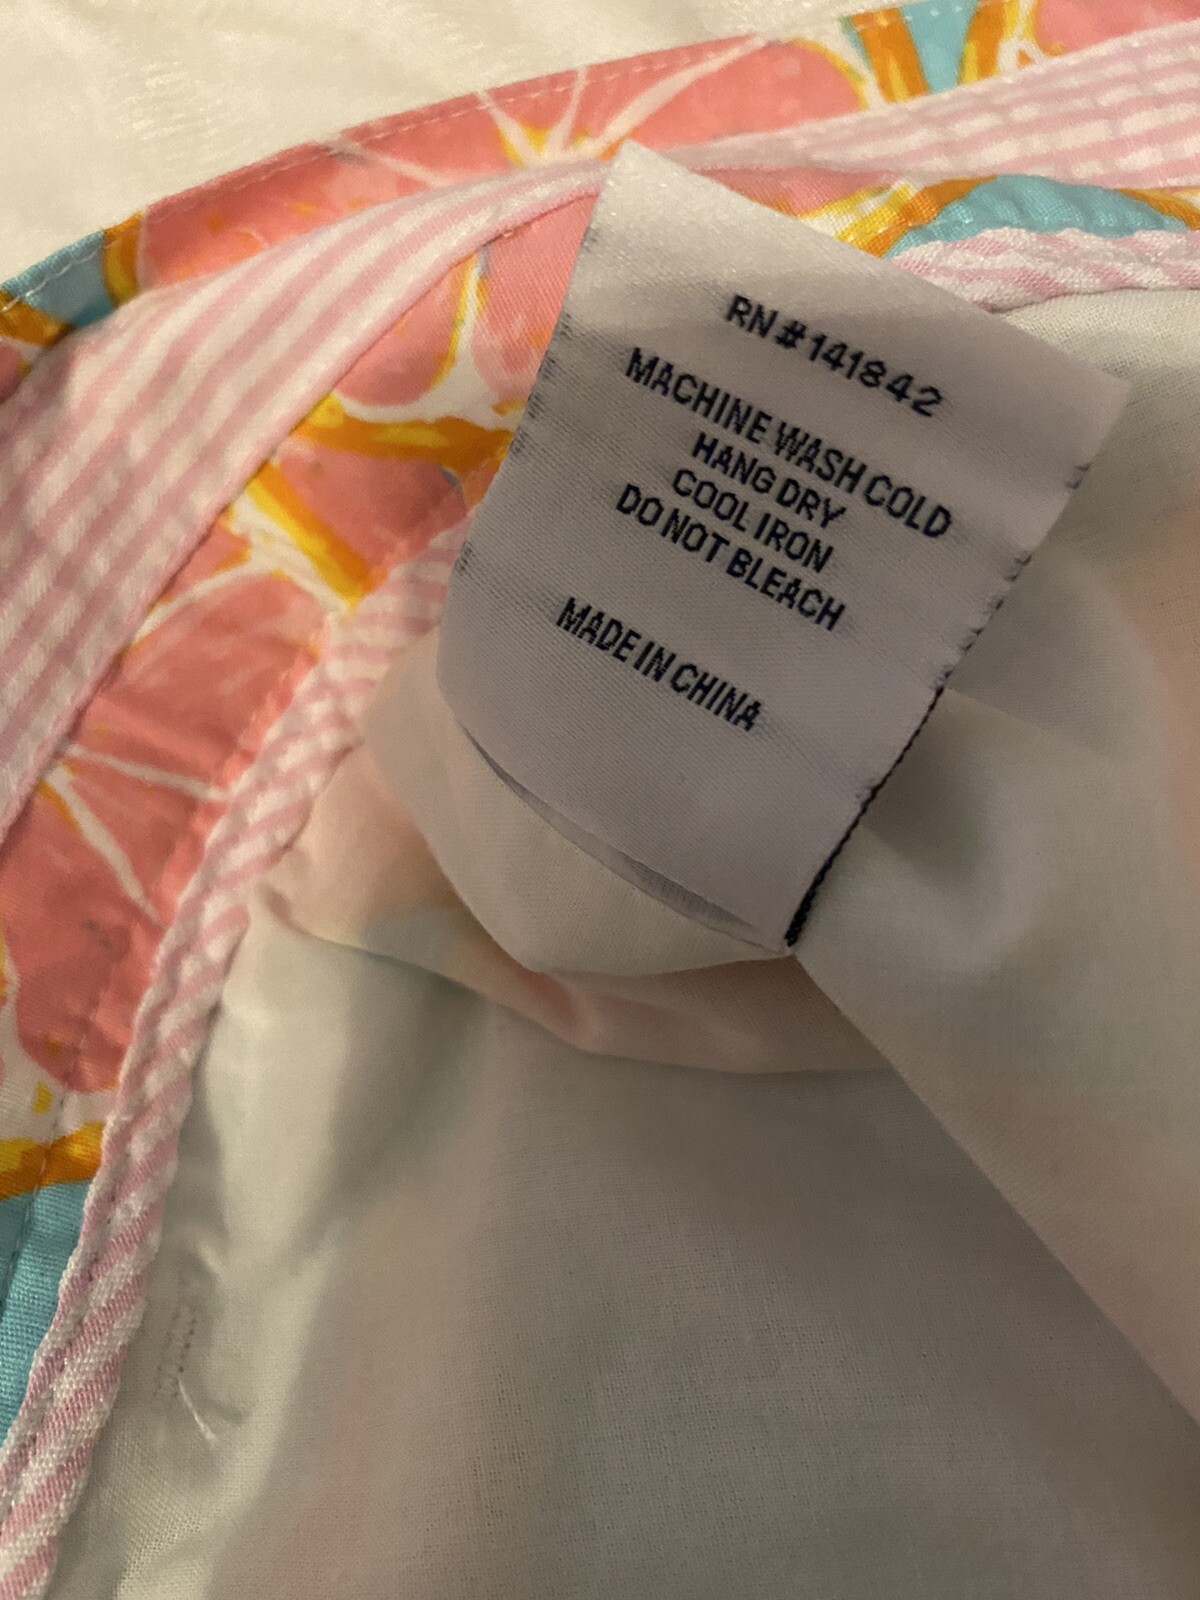 RN#141842
MACHINE WASH COLD
HANG DRY
COOL IRON
DO NOT BLEACH
MADE IN CHINA